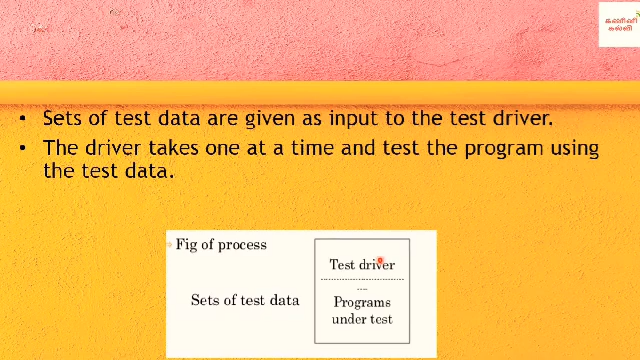 கணினி
கல்வி
• Sets of test data are given as input to the test driver.
• The driver takes one at a time and test the program using
the test data.
Fig of process
Test driver
Sets of test data
Programs
under test